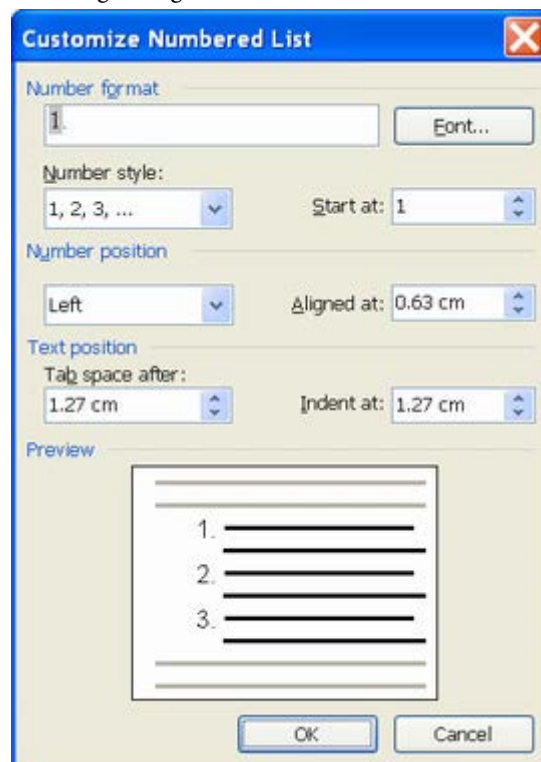 Customize Numbered List
Number format
1.
Font...
Number style:
1, 2, 3, ...
Start at: 1
Number position
Left
Aligned at: 0.63 cm
Text position
Tab space after:
1.27 cm
Indent at: 1.27 cm
Preview
1.
2.
3.
OK
Cancel